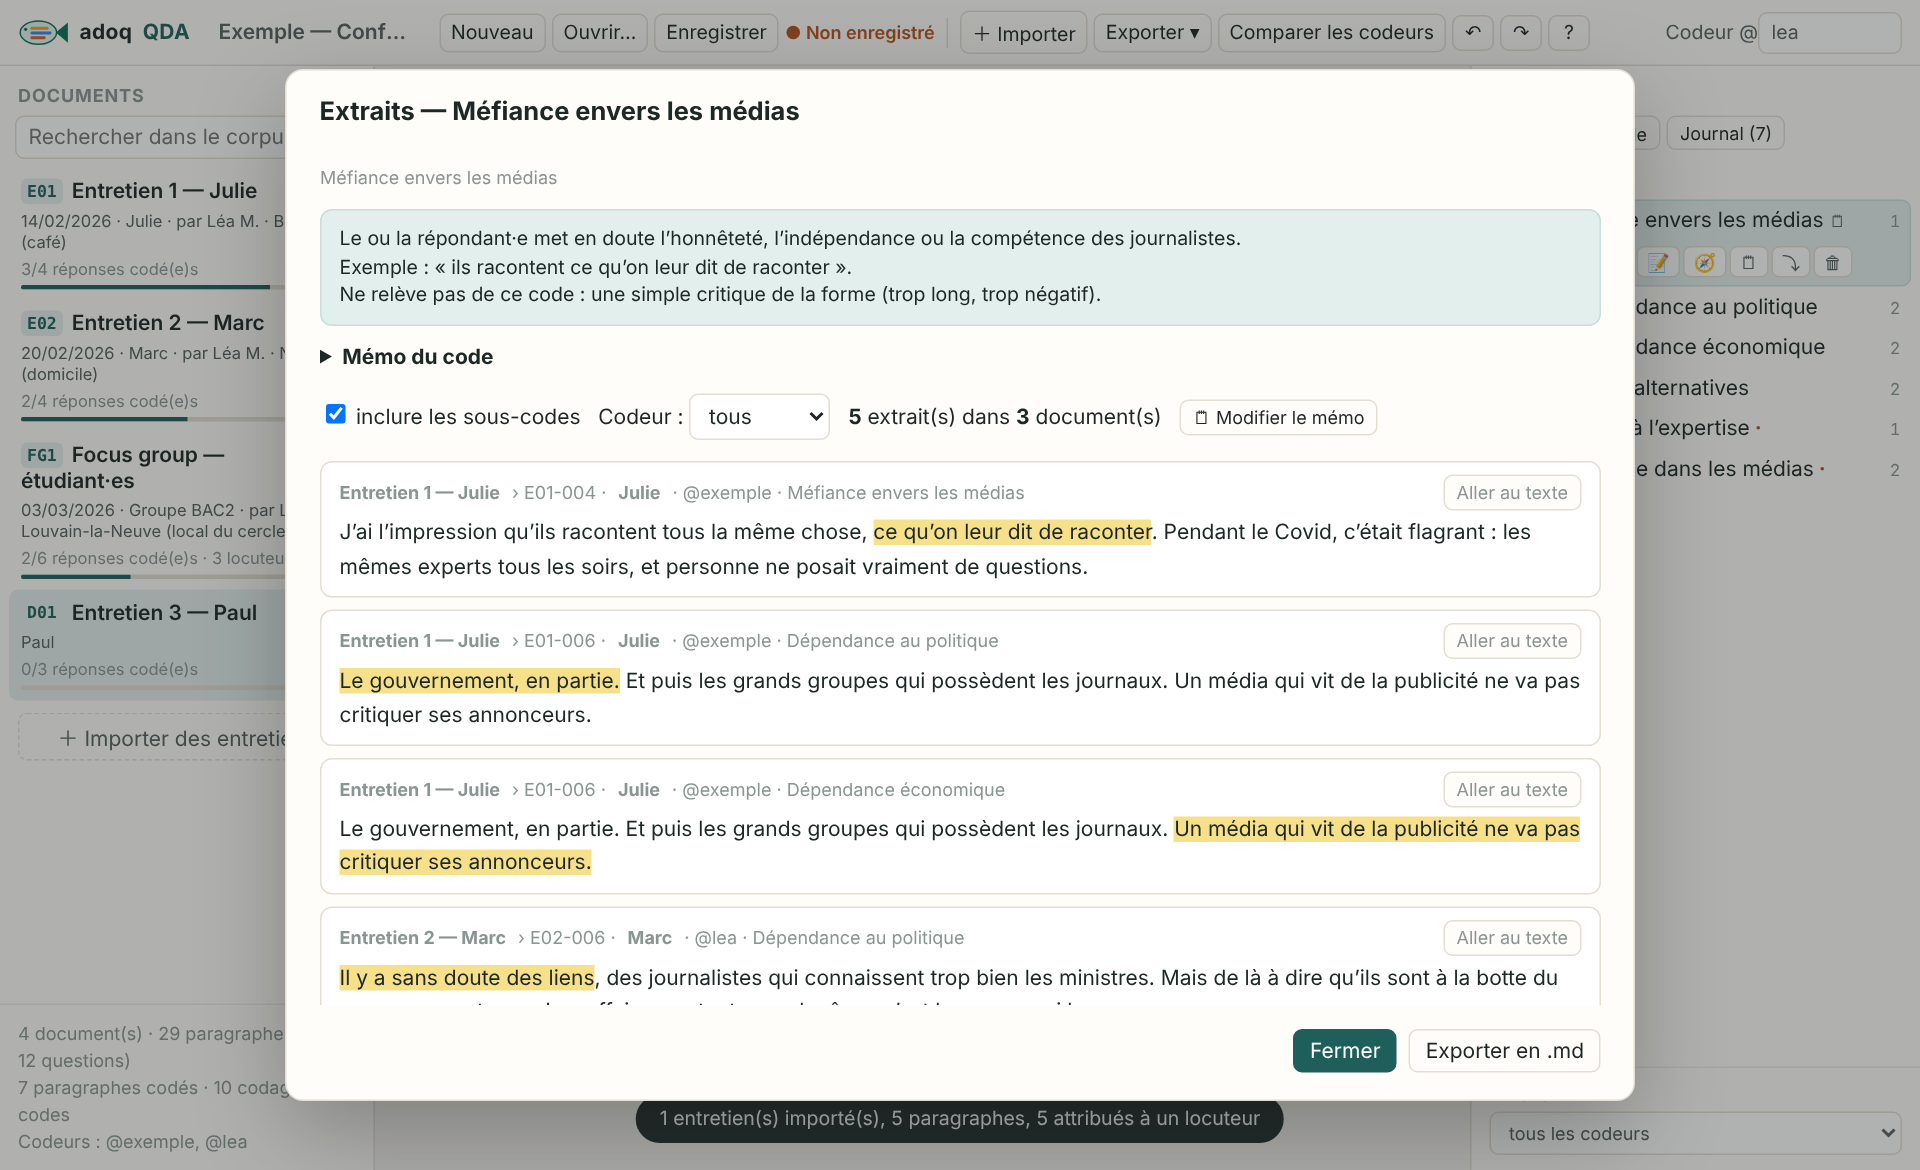 adoq QDA
Exemple — Conf...
Nouveau
Ouvrir...
Enregistrer
Non enregistré
+ Importer
Exporter ▾
Comparer les codeurs
↶
↷
?
Codeur @ lea
DOCUMENTS
Rechercher dans le corpu
E01 Entretien 1 — Julie
14/02/2026 · Julie · par Léa M. · B
(café)
3/4 réponses codé(e)s
E02 Entretien 2 — Marc
20/02/2026 · Marc · par Léa M. · N
(domicile)
2/4 réponses codé(e)s
FG1 Focus group —
étudiant·es
03/03/2026 · Groupe BAC2 · par L
Louvain-la-Neuve (local du cercle
2/6 réponses codé(e)s · 3 locuteu
D01 Entretien 3 — Paul
Paul
0/3 réponses codé(e)s
+ Importer des entretie
4 document(s) · 29 paragraphe
12 questions)
7 paragraphes codés · 10 codag
codes
Codeurs : @exemple, @lea
Extraits — Méfiance envers les médias
Méfiance envers les médias
Le ou la répondant·e met en doute l’honnêteté, l’indépendance ou la compétence des journalistes.
Exemple : « ils racontent ce qu’on leur dit de raconter ».
Ne relève pas de ce code : une simple critique de la forme (trop long, trop négatif).
▶ Mémo du code
inclure les sous-codes Codeur : tous 5 extrait(s) dans 3 document(s) Modifier le mémo
Entretien 1 — Julie › E01-004 · Julie · @exemple · Méfiance envers les médias
Aller au texte
J’ai l’impression qu’ils racontent tous la même chose, ce qu’on leur dit de raconter. Pendant le Covid, c’était flagrant : les
mêmes experts tous les soirs, et personne ne posait vraiment de questions.
Entretien 1 — Julie › E01-006 · Julie · @exemple · Dépendance au politique
Aller au texte
Le gouvernement, en partie. Et puis les grands groupes qui possèdent les journaux. Un média qui vit de la publicité ne va pas
critiquer ses annonceurs.
Entretien 1 — Julie › E01-006 · Julie · @exemple · Dépendance économique
Aller au texte
Le gouvernement, en partie. Et puis les grands groupes qui possèdent les journaux. Un média qui vit de la publicité ne va pas
critiquer ses annonceurs.
Entretien 2 — Marc › E02-006 · Marc · @lea · Dépendance au politique
Aller au texte
Il y a sans doute des liens, des journalistes qui connaissent trop bien les ministres. Mais de là à dire qu’ils sont à la botte du
Fermer
Exporter en .md
1 entretien(s) importé(s), 5 paragraphes, 5 attribués à un locuteur
e
Journal (7)
e envers les médias 1
dance au politique 2
dance économique 2
alternatives 2
à l’expertise · 1
e dans les médias · 2
tous les codeurs